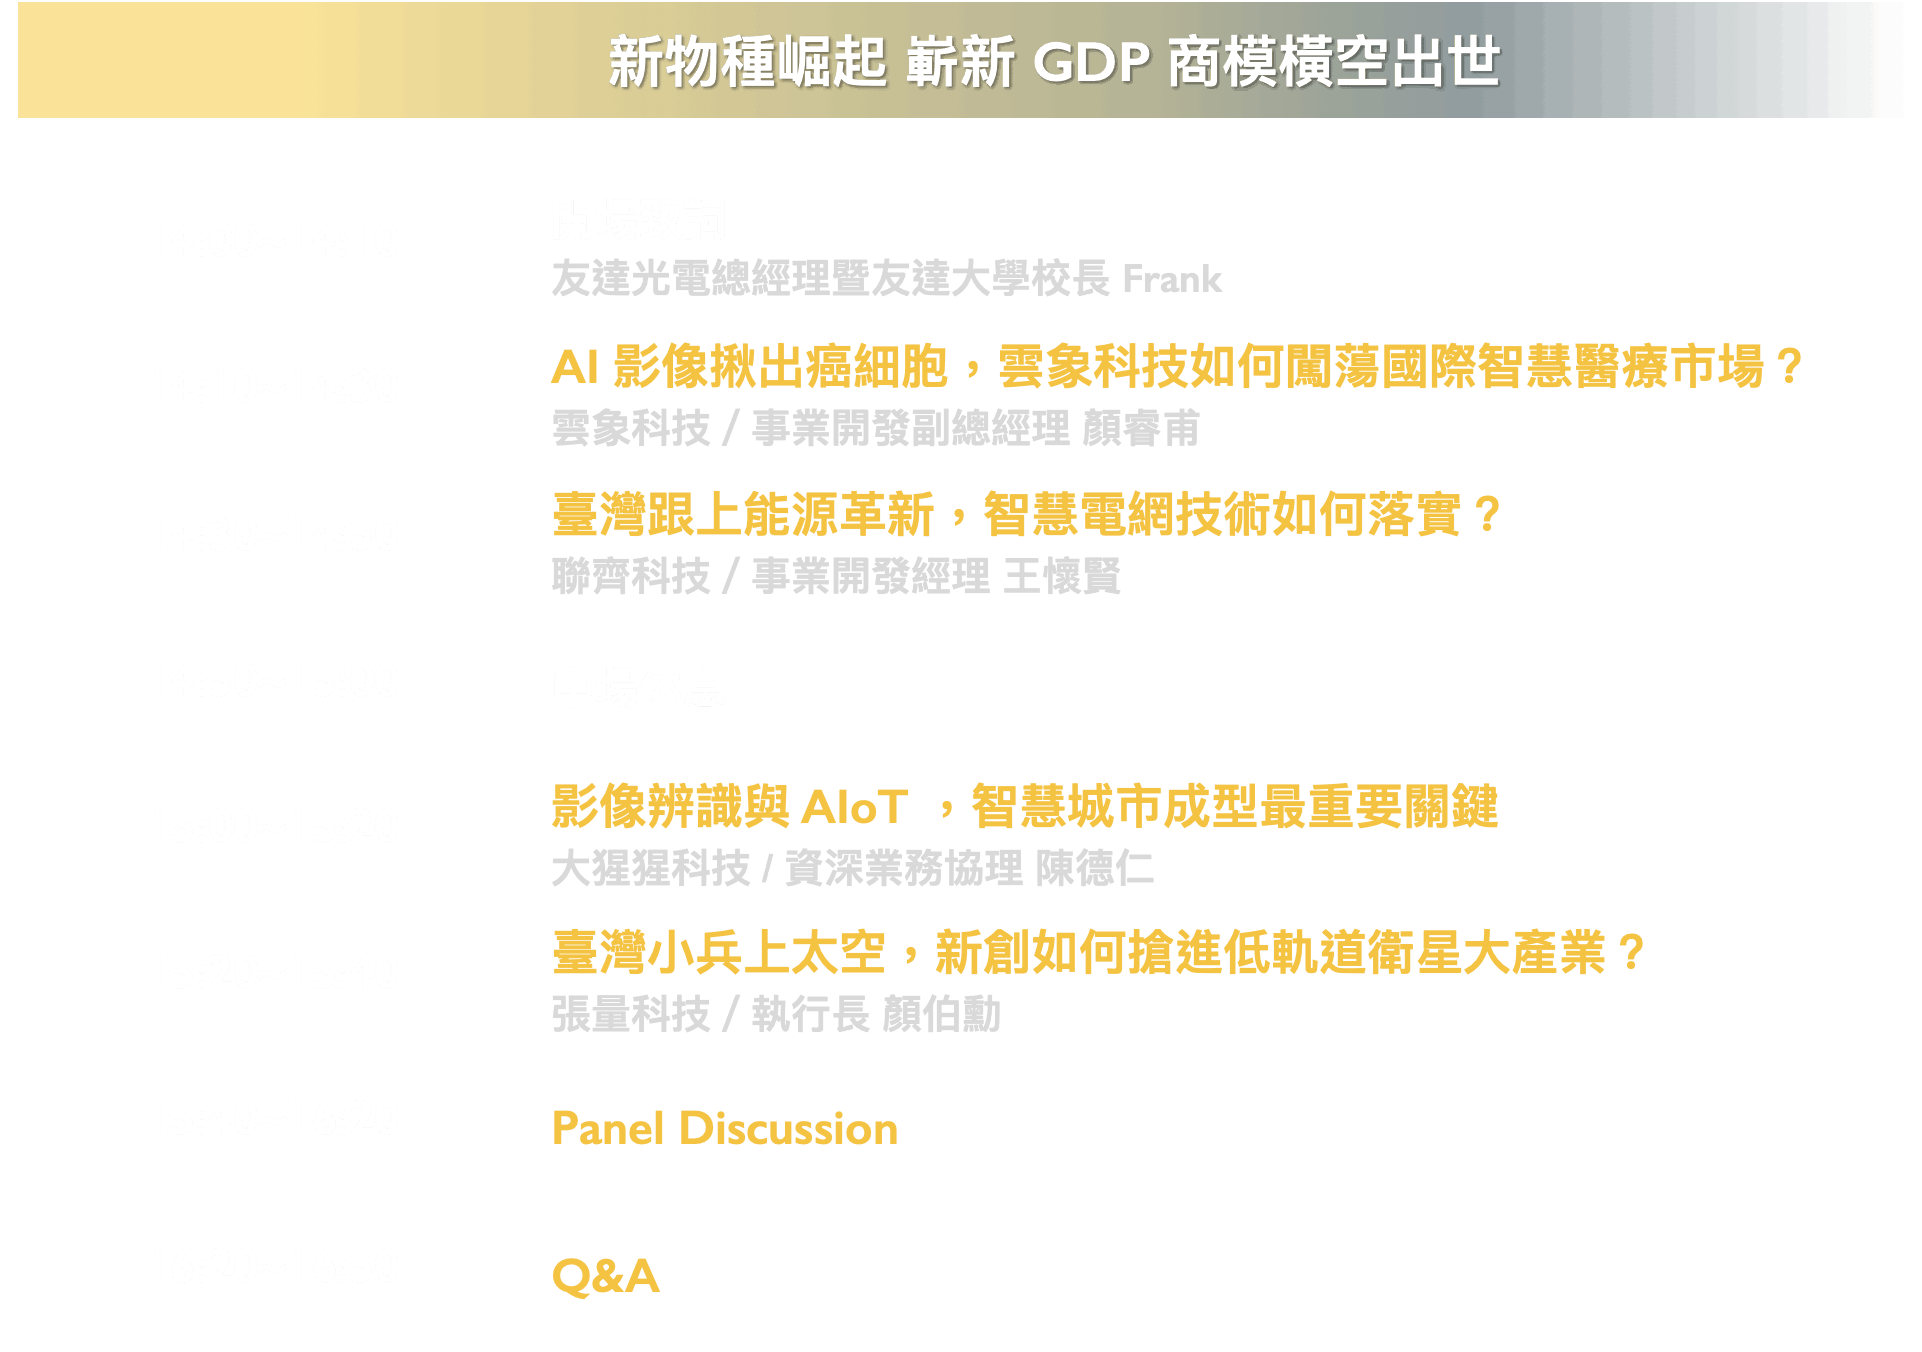 新物種崛起 嶄新 GDP 商模橫空出世
友達光電總經理暨友達大學校長 Frank
AI 影像揪出癌細胞，雲象科技如何闖蕩國際智慧醫療市場？
雲象科技 / 事業開發副總經理 顏睿甫
臺灣跟上能源革新，智慧電網技術如何落實？
聯齊科技 / 事業開發經理 王懷賢
影像辨識與 AIoT ，智慧城市成型最重要關鍵
大猩猩科技 / 資深業務協理 陳德仁
臺灣小兵上太空，新創如何搶進低軌道衛星大產業？
張量科技 / 執行長 顏伯勳
Panel Discussion
Q&A